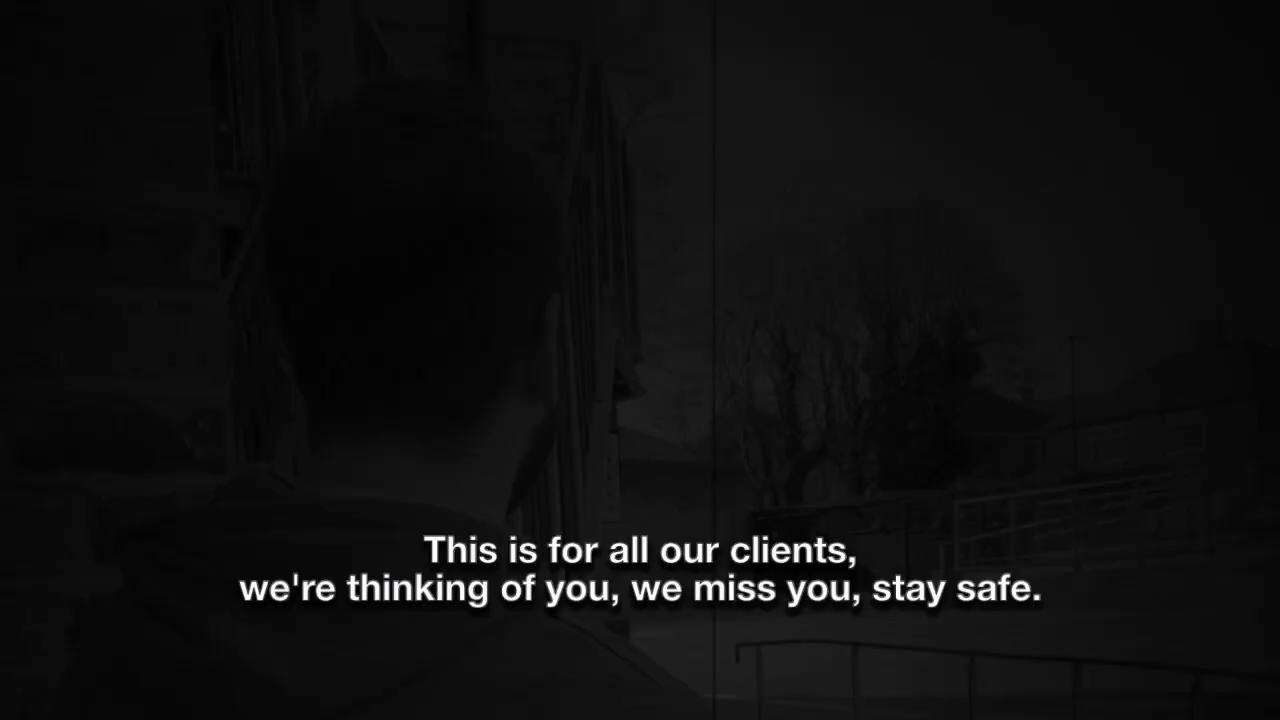 This is for all our clients,
we're thinking of you, we miss you, stay safe.